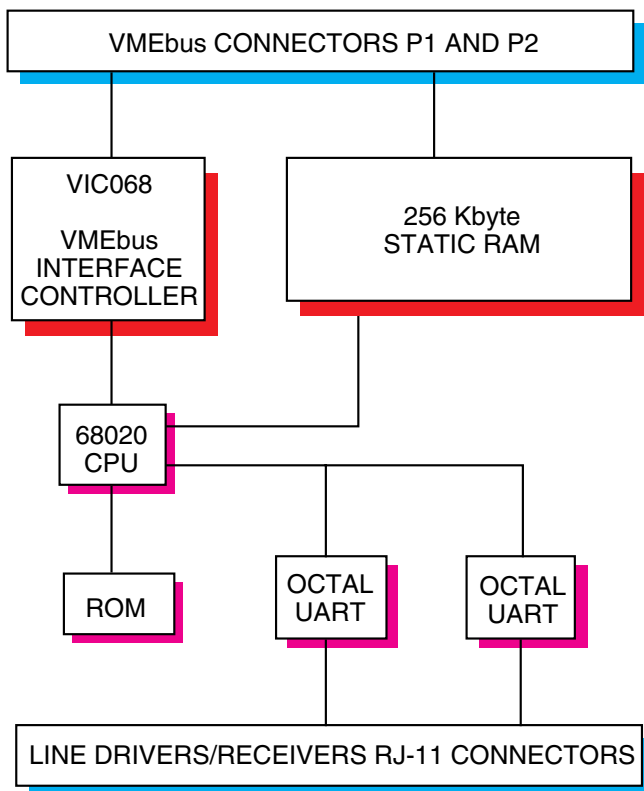 VMEbus CONNECTORS P1 AND P2
VIC068
VMEbus
INTERFACE
CONTROLLER
256 Kbyte
STATIC RAM
68020
CPU
ROM
OCTAL
UART
OCTAL
UART
LINE DRIVERS/RECEIVERS RJ-11 CONNECTORS